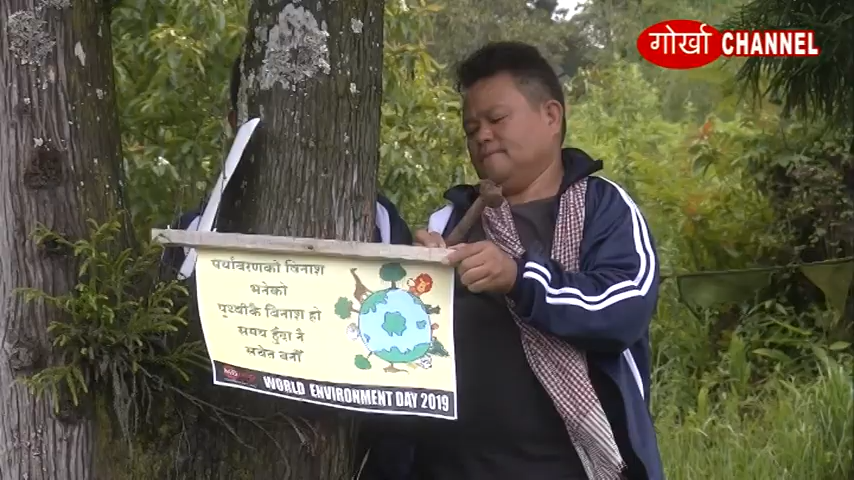 गोर्खा CHANNEL
पर्यावरणको विनाश
भनेको
पृथ्वीकै विनाश हो
समय हुँदा नै
सचेत बनौं
WORLD ENVIRONMENT DAY 2019